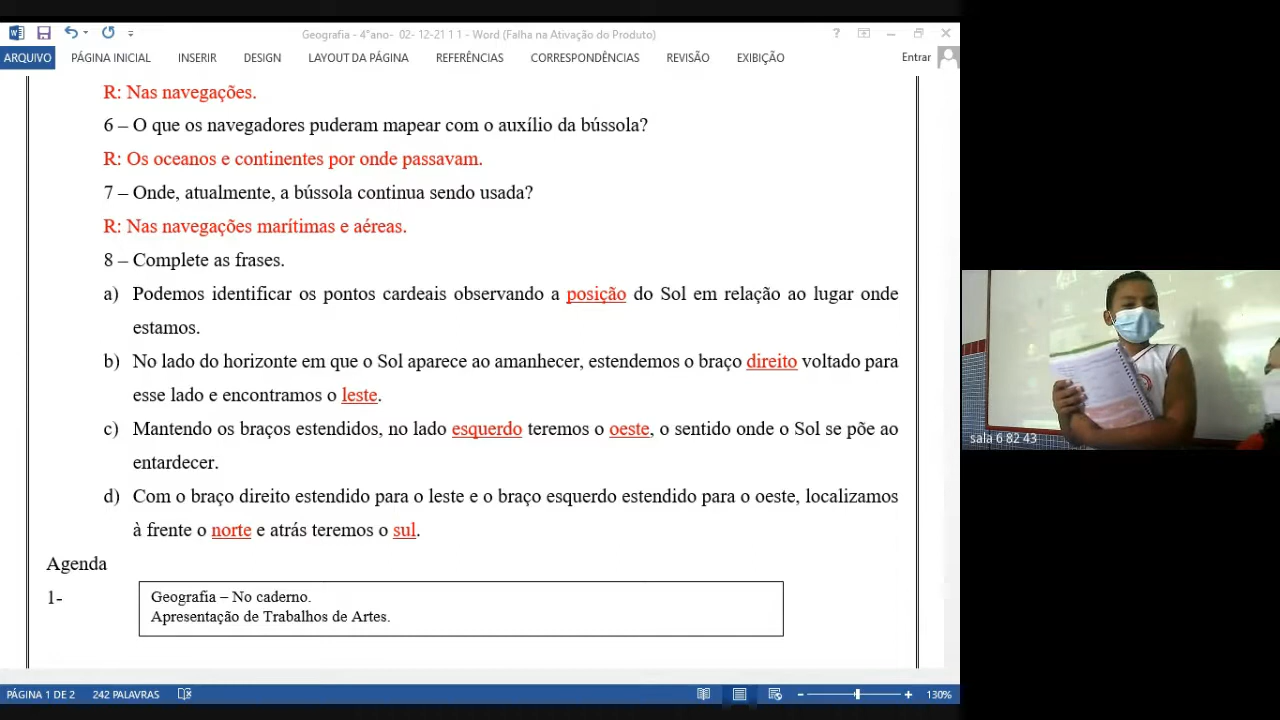 Geografia - 4°ano- 02- 12-21 1 1 - Word (Falha na Ativação do Produto)
ARQUIVO PÁGINA INICIAL INSERIR DESIGN LAYOUT DA PÁGINA REFERÊNCIAS CORRESPONDÊNCIAS REVISÃO EXIBIÇÃO Entrar
R: Nas navegações.
6 – O que os navegadores puderam mapear com o auxílio da bússola?
R: Os oceanos e continentes por onde passavam.
7 – Onde, atualmente, a bússola continua sendo usada?
R: Nas navegações marítimas e aéreas.
8 – Complete as frases.
a) Podemos identificar os pontos cardeais observando a posição do Sol em relação ao lugar onde
estamos.
b) No lado do horizonte em que o Sol aparece ao amanhecer, estendemos o braço direito voltado para
esse lado e encontramos o leste.
c) Mantendo os braços estendidos, no lado esquerdo teremos o oeste, o sentido onde o Sol se põe ao
entardecer.
d) Com o braço direito estendido para o leste e o braço esquerdo estendido para o oeste, localizamos
à frente o norte e atrás teremos o sul.
Agenda
1-
Geografia – No caderno.
Apresentação de Trabalhos de Artes.
sala 6 82 43
PÁGINA 1 DE 2 242 PALAVRAS 130%